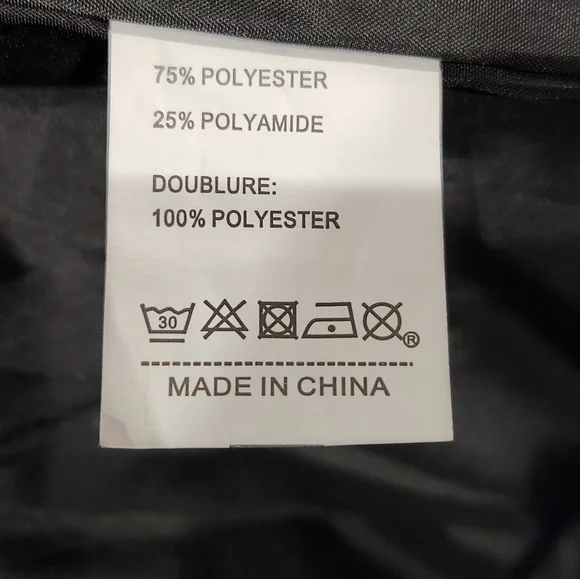 75% POLYESTER
25% POLYAMIDE
DOUBLURE:
100% POLYESTER
30 ®
MADE IN CHINA